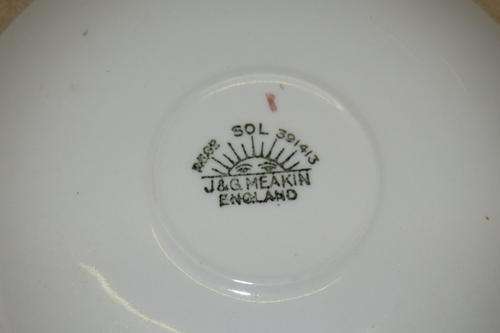 SOL
REGD 391413
J&G MEAKIN
ENGLAND